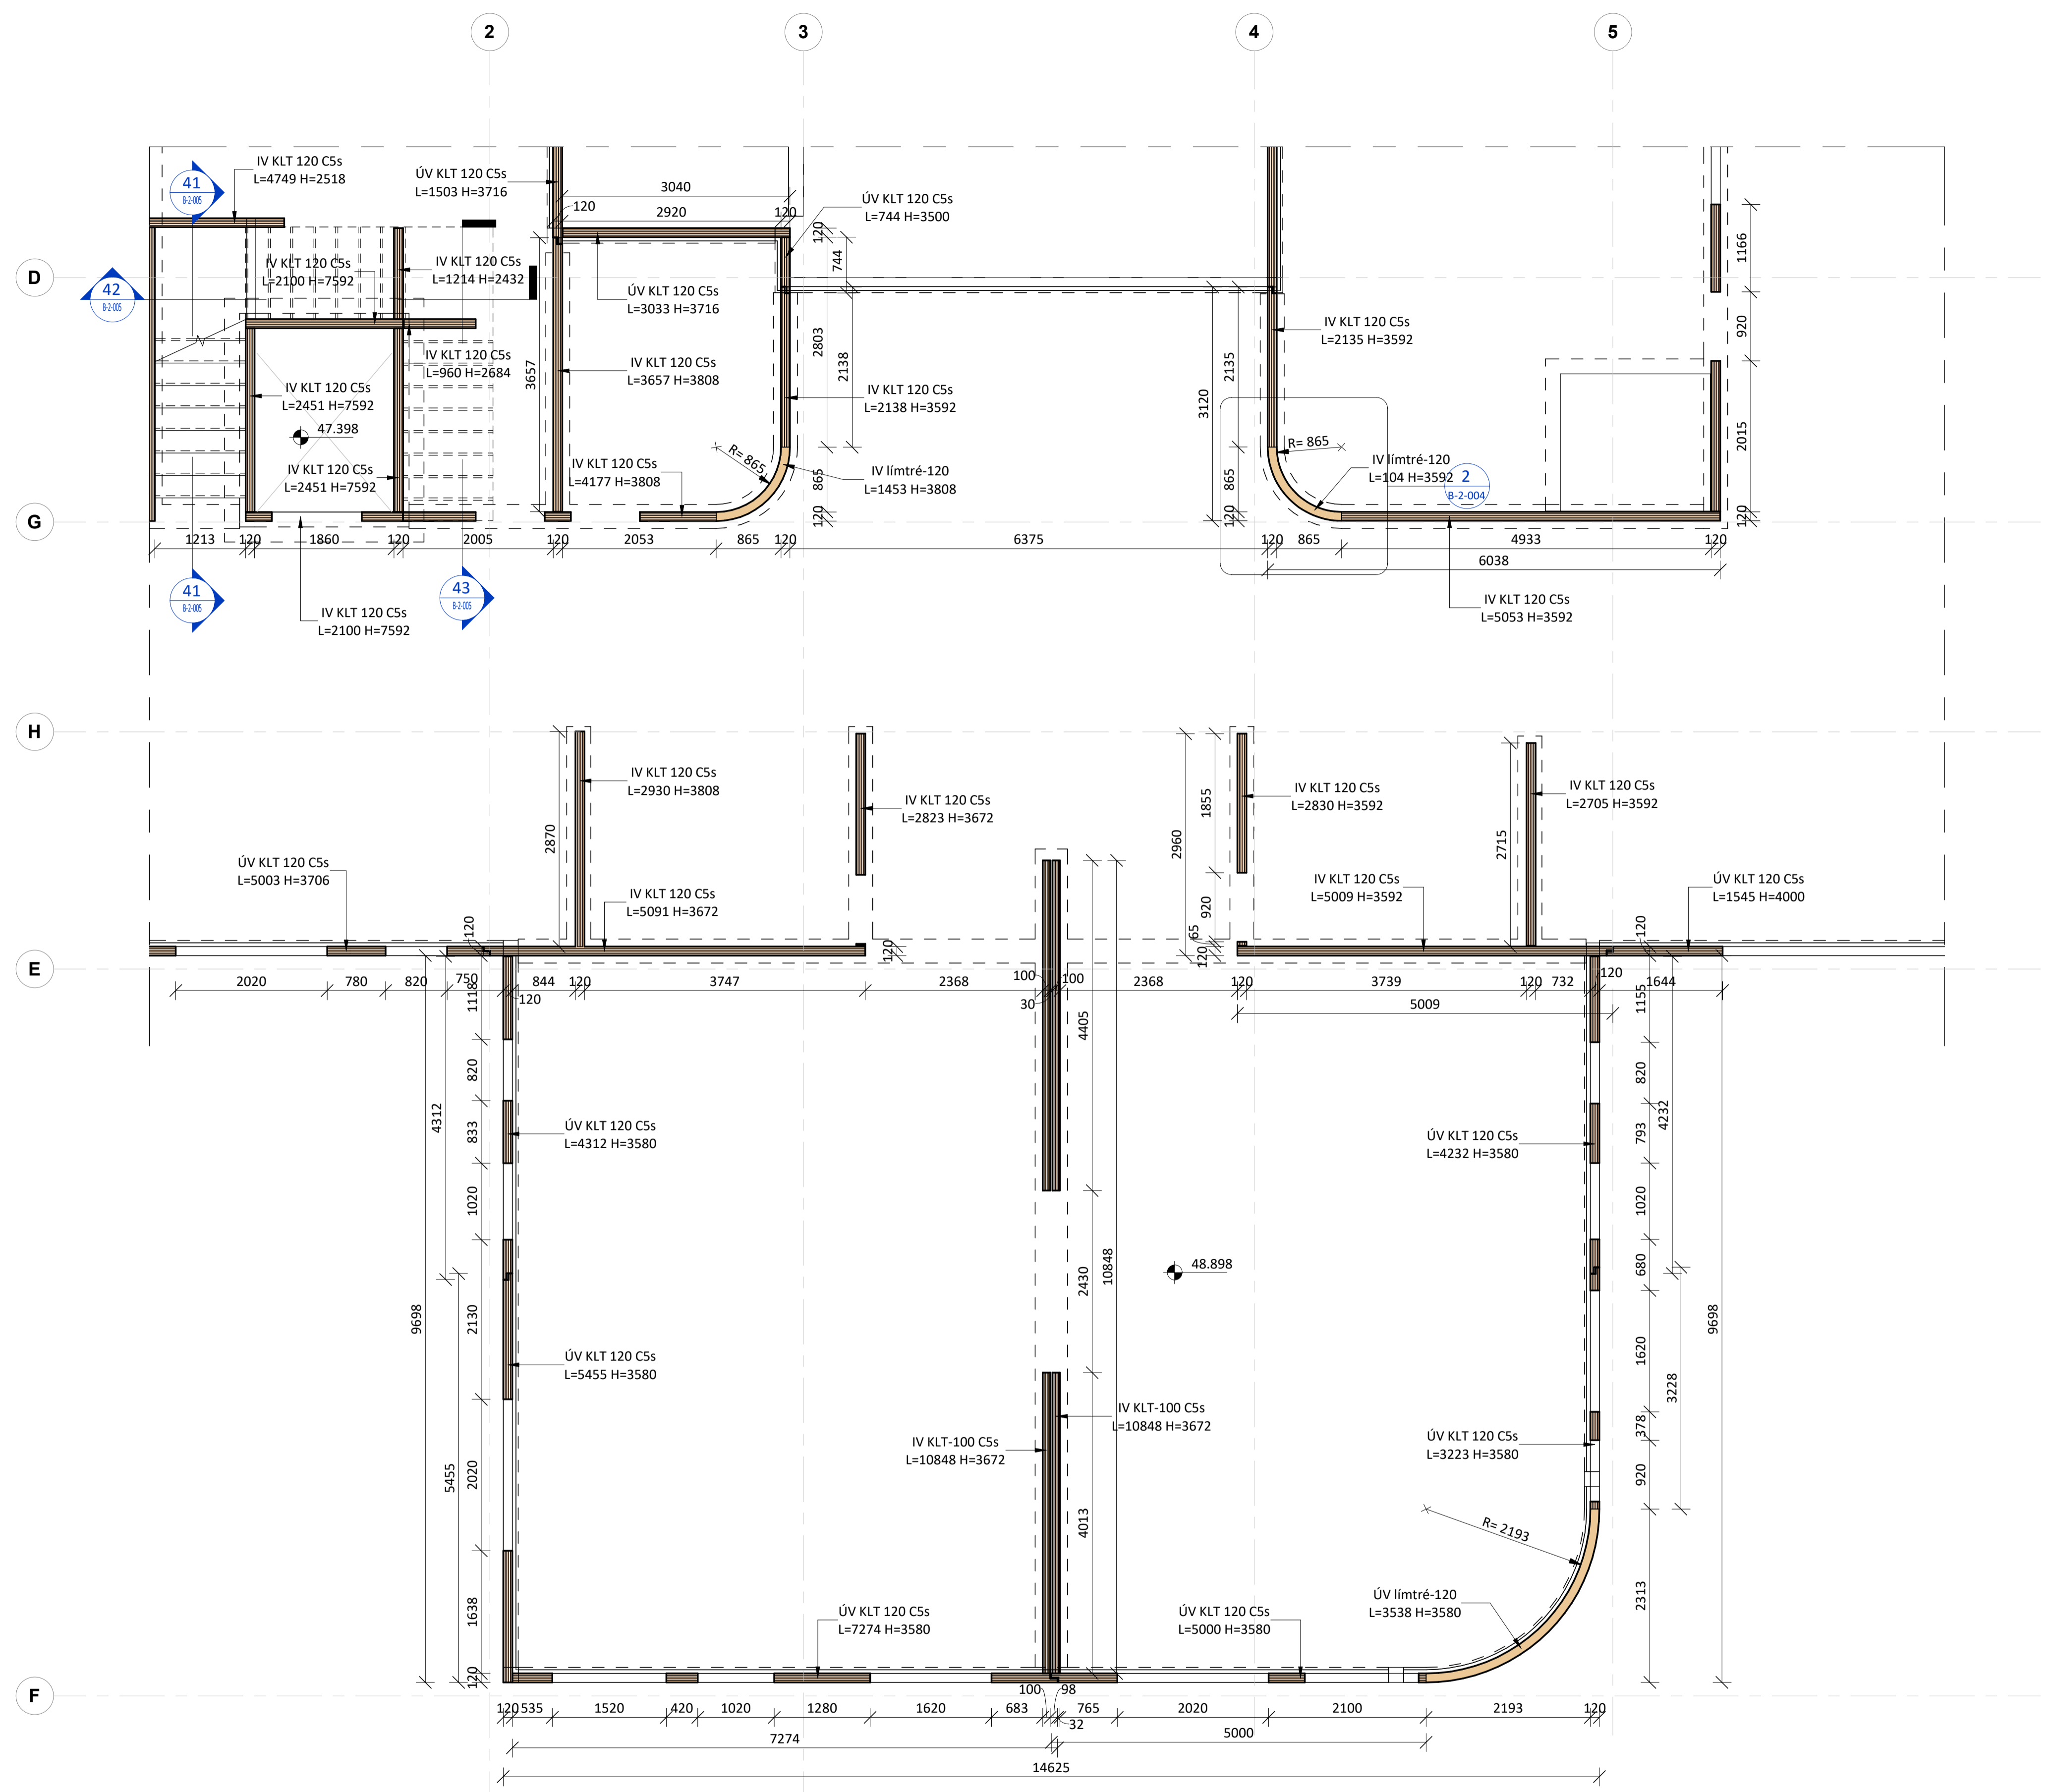 2
3
4
5
IV KLT 120 C5s
L=4749 H=2518
41
B-2-005
ÚV KLT 120 C5s
L=1503 H=3716
3040
120
2920
120
ÚV KLT 120 C5s
L=744 H=3500
120
744
1166
D
42
B-2-005
IV KLT 120 C5s
L=2100 H=7592
IV KLT 120 C5s
L=1214 H=2432
ÚV KLT 120 C5s
L=3033 H=3716
IV KLT 120 C5s
L=2135 H=3592
920
2803
2138
2135
3120
IV KLT 120 C5s
L=960 H=2684
3657
IV KLT 120 C5s
L=3657 H=3808
IV KLT 120 C5s
L=2451 H=7592
IV KLT 120 C5s
L=2138 H=3592
47.398
2015
R= 865
R= 865
IV KLT 120 C5s
L=2451 H=7592
IV KLT 120 C5s
L=4177 H=3808
IV límtré-120
L=1453 H=3808
865
865
IV límtré-120
L=104 H=3592
2
B-2-004
G
120
120
120
1213
120
1860
120
2005
120
2053
865
120
6375
120
865
4933
120
6038
41
B-2-005
43
B-2-005
IV KLT 120 C5s
L=2100 H=7592
IV KLT 120 C5s
L=5053 H=3592
H
IV KLT 120 C5s
L=2930 H=3808
IV KLT 120 C5s
L=2823 H=3672
IV KLT 120 C5s
L=2830 H=3592
IV KLT 120 C5s
L=2705 H=3592
2870
2960
1855
2715
ÚV KLT 120 C5s
L=5003 H=3706
IV KLT 120 C5s
L=5091 H=3672
IV KLT 120 C5s
L=5009 H=3592
ÚV KLT 120 C5s
L=1545 H=4000
920
65
120
120
120
120
E
2020
780
820
750
120
844
120
3747
2368
100
30
100
2368
120
3739
120
732
120
1644
5009
1118
4405
1155
820
820
4312
833
4232
793
ÚV KLT 120 C5s
L=4312 H=3580
ÚV KLT 120 C5s
L=4232 H=3580
1020
1020
680
48.898
2430
10848
9698
2130
1620
9698
ÚV KLT 120 C5s
L=5455 H=3580
3228
IV KLT-100 C5s
L=10848 H=3672
IV KLT-100 C5s
L=10848 H=3672
ÚV KLT 120 C5s
L=3223 H=3580
378
920
5455
2020
4013
R= 2193
ÚV límtré-120
L=3538 H=3580
2313
1638
ÚV KLT 120 C5s
L=7274 H=3580
ÚV KLT 120 C5s
L=5000 H=3580
120
F
120
535
1520
420
1020
1280
1620
683
100
98
32
765
2020
2100
2193
120
7274
5000
14625